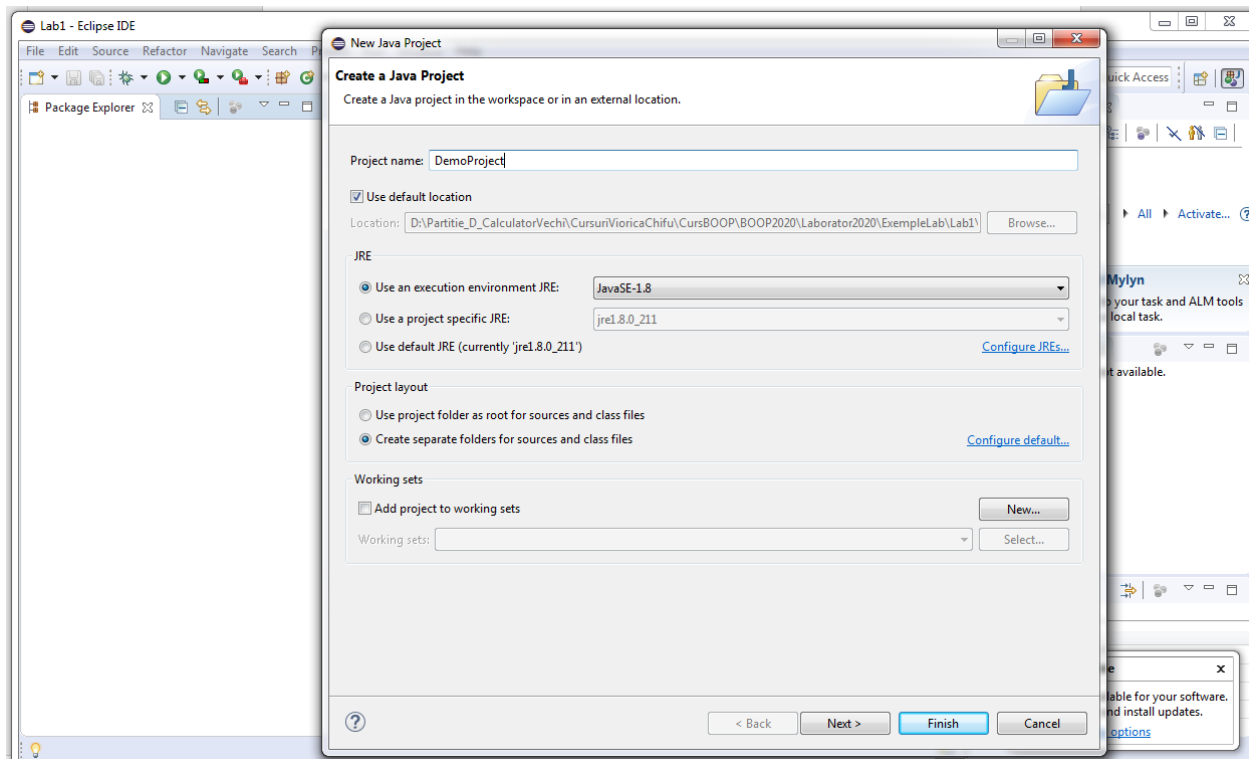 Lab1 - Eclipse IDE
File Edit Source Refactor Navigate Search
Quick Access
Package Explorer
New Java Project
Create a Java Project
Create a Java project in the workspace or in an external location.
Project name: DemoProject
Use default location
Location: D:\Partitie_D_CalculatorVechi\CursuriVioricaChifu\CursBOOP\BOOP2020\Laborator2020\ExempleLab\Lab1\ Browse...
JRE
Use an execution environment JRE: JavaSE-1.8
Use a project specific JRE: jre1.8.0_211
Use default JRE (currently 'jre1.8.0_211') Configure JREs...
Project layout
Use project folder as root for sources and class files
Create separate folders for sources and class files Configure default...
Working sets
Add project to working sets New...
Working sets: Select...
< Back Next > Finish Cancel
All Activate...
Mylyn
your task and ALM tools
local task.
available.
lable for your software.
nd install updates.
options